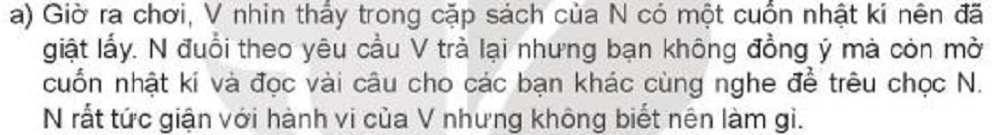 a) Giờ ra chơi, V nhìn thấy trong cặp sách của N có một cuốn nhật kí nên đã
giật lấy. N đuổi theo yêu cầu V trả lại nhưng bạn không đồng ý mà còn mở
cuốn nhật kí và đọc vài câu cho các bạn khác cùng nghe để trêu chọc N.
N rất tức giận với hành vi của V nhưng không biết nên làm gì.